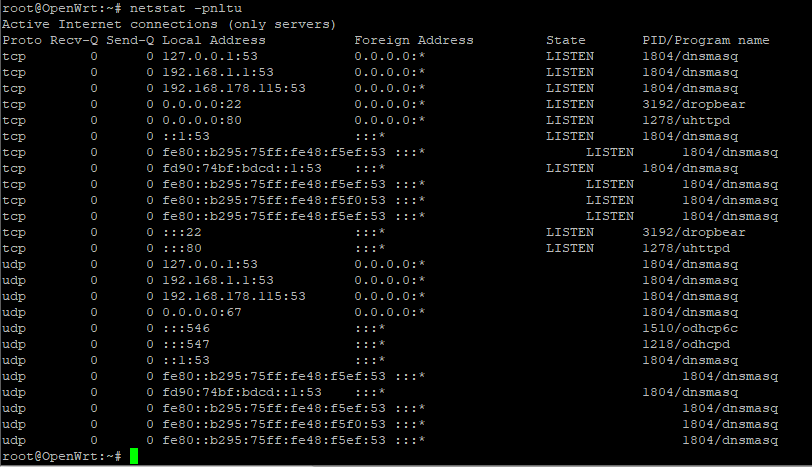 root@OpenWrt:~# netstat -pnltu
Active Internet connections (only servers)
Proto Recv-Q Send-Q Local Address           Foreign Address         State       PID/Program name
tcp        0      0 127.0.0.1:53            0.0.0.0:*               LISTEN      1804/dnsmasq
tcp        0      0 192.168.1.1:53          0.0.0.0:*               LISTEN      1804/dnsmasq
tcp        0      0 192.168.178.115:53      0.0.0.0:*               LISTEN      1804/dnsmasq
tcp        0      0 0.0.0.0:22              0.0.0.0:*               LISTEN      3192/dropbear
tcp        0      0 0.0.0.0:80              0.0.0.0:*               LISTEN      1278/uhttpd
tcp        0      0 ::1:53                  :::*                    LISTEN      1804/dnsmasq
tcp        0      0 fe80::b295:75ff:fe48:f5ef:53 :::*                    LISTEN      1804/dnsmasq
tcp        0      0 fd90:74bf:bdcd::1:53    :::*                    LISTEN      1804/dnsmasq
tcp        0      0 fe80::b295:75ff:fe48:f5ef:53 :::*                    LISTEN      1804/dnsmasq
tcp        0      0 fe80::b295:75ff:fe48:f5f0:53 :::*                    LISTEN      1804/dnsmasq
tcp        0      0 fe80::b295:75ff:fe48:f5ef:53 :::*                    LISTEN      1804/dnsmasq
tcp        0      0 :::22                   :::*                    LISTEN      3192/dropbear
tcp        0      0 :::80                   :::*                    LISTEN      1278/uhttpd
udp        0      0 127.0.0.1:53            0.0.0.0:*                           1804/dnsmasq
udp        0      0 192.168.1.1:53          0.0.0.0:*                           1804/dnsmasq
udp        0      0 192.168.178.115:53      0.0.0.0:*                           1804/dnsmasq
udp        0      0 0.0.0.0:67              0.0.0.0:*                           1804/dnsmasq
udp        0      0 :::546                  :::*                                1510/odhcp6c
udp        0      0 :::547                  :::*                                1218/odhcpd
udp        0      0 ::1:53                  :::*                                1804/dnsmasq
udp        0      0 fe80::b295:75ff:fe48:f5ef:53 :::*                                1804/dnsmasq
udp        0      0 fd90:74bf:bdcd::1:53    :::*                                1804/dnsmasq
udp        0      0 fe80::b295:75ff:fe48:f5ef:53 :::*                                1804/dnsmasq
udp        0      0 fe80::b295:75ff:fe48:f5f0:53 :::*                                1804/dnsmasq
udp        0      0 fe80::b295:75ff:fe48:f5ef:53 :::*                                1804/dnsmasq
root@OpenWrt:~#